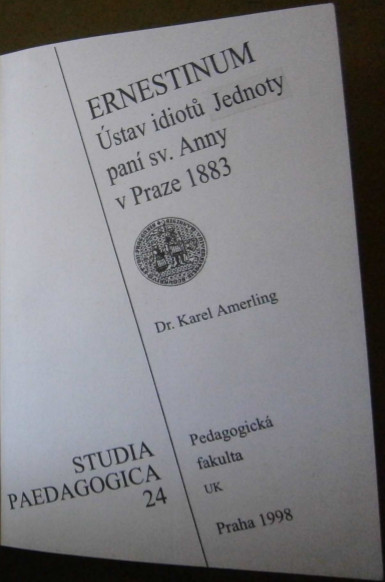 ERNESTINUM
Ústav idiotů Jednoty
paní sv. Anny
v Praze 1883
Dr. Karel Amerling
STUDIA
PAEDAGOGICA
24
Pedagogická
fakulta
UK
Praha 1998